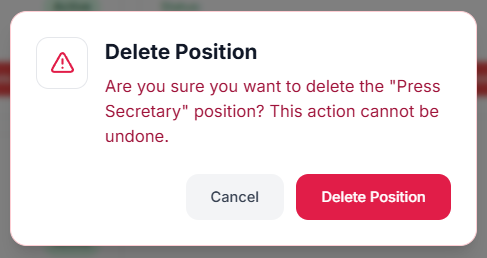 Delete Position
Are you sure you want to delete the "Press
Secretary" position? This action cannot be
undone.
Cancel
Delete Position